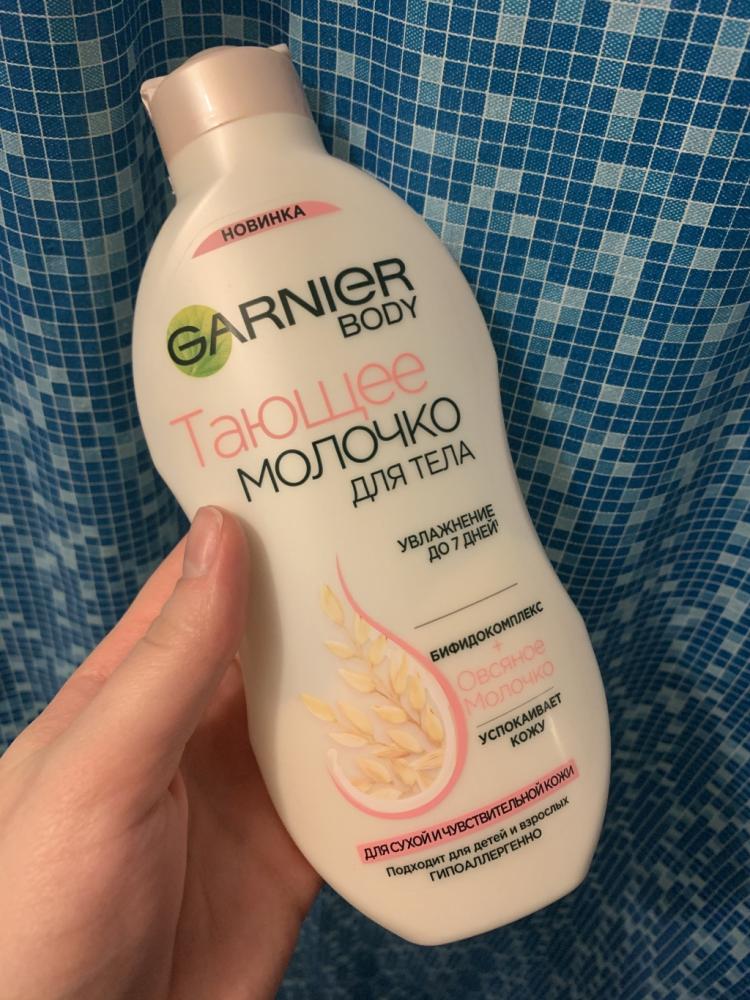 НОВИНКА
GARNIER
BODY
Тающее
МОЛОЧКО
ДЛЯ ТЕЛА
УВЛАЖНЕНИЕ
ДО 7 ДНЕЙ¹
БИФИДОКОМПЛЕКС
+
Овсяное
Молочко
УСПОКАИВАЕТ
КОЖУ
ДЛЯ СУХОЙ И ЧУВСТВИТЕЛЬНОЙ КОЖИ
Подходит для детей и взрослых
ГИПОАЛЛЕРГЕННО